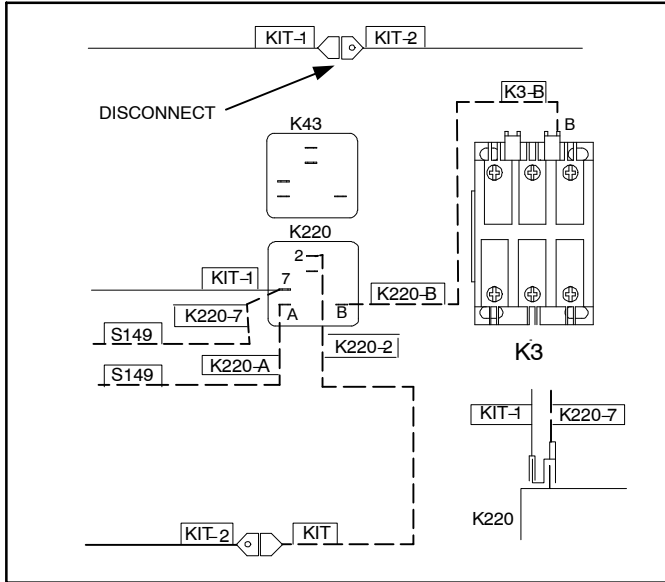 KIT-1 KIT-2
DISCONNECT
K3-B
B
K43
K220
2
KIT-1
7
K220-7
A B
K220-B
S149
K220-2
K3
K220-A
S149
KIT-1 K220-7
K220
KIT-2 KIT